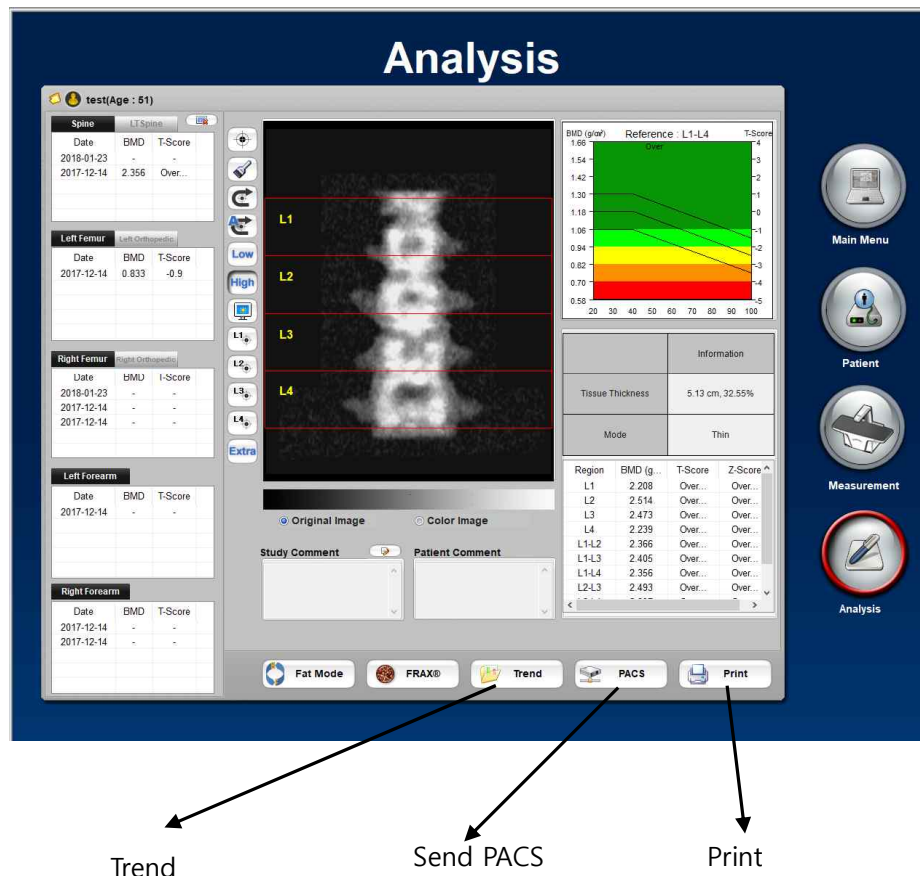 Analysis
test(Age : 51)
Spine LT Spine
Date BMD T-Score
2018-01-23 - -
2017-12-14 2.356 Over...
Left Femur Left Orthopedic
Date BMD T-Score
2017-12-14 0.833 -0.9
Right Femur Right Orthopedic
Date BMD T-Score
2018-01-23 - -
2017-12-14 - -
2017-12-14 - -
Left Forearm
Date BMD T-Score
2017-12-14 - -
Right Forearm
Date BMD T-Score
2017-12-14 - -
2017-12-14 - -
A
Low
High
L1
L2
L3
L4
Extra
L1
L2
L3
L4
Original Image Color Image
Study Comment Patient Comment
BMD (g/cm²) Reference : L1-L4 T-Score
Over
1.66 4
1.54 3
1.42 2
1.30 1
1.18 0
1.06 -1
0.94 -2
0.82 -3
0.70 -4
0.58 -5
20 30 40 50 60 70 80 90 100
Information
Tissue Thickness 5.13 cm, 32.55%
Mode Thin
Region BMD (g... T-Score Z-Score
L1 2.208 Over... Over...
L2 2.514 Over... Over...
L3 2.473 Over... Over...
L4 2.239 Over... Over...
L1-L2 2.366 Over... Over...
L1-L3 2.405 Over... Over...
L1-L4 2.356 Over... Over...
L2-L3 2.493 Over... Over...
Fat Mode FRAX® Trend PACS Print
Main Menu
Patient
Measurement
Analysis
Trend Send PACS Print